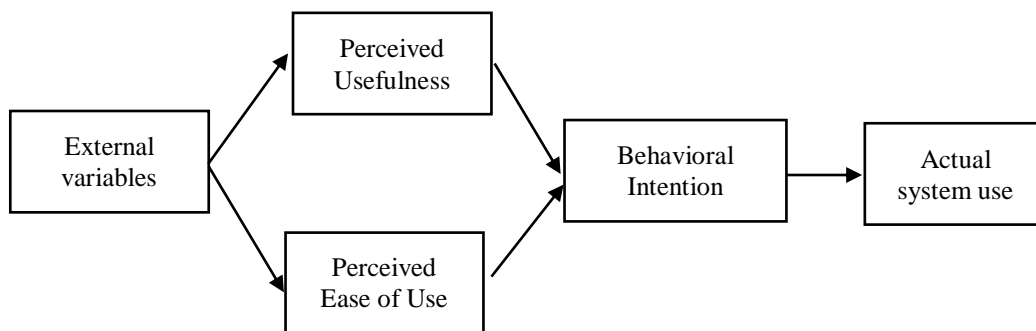 Perceived
Usefulness
External
variables
Behavioral
Intention
Actual
system use
Perceived
Ease of Use